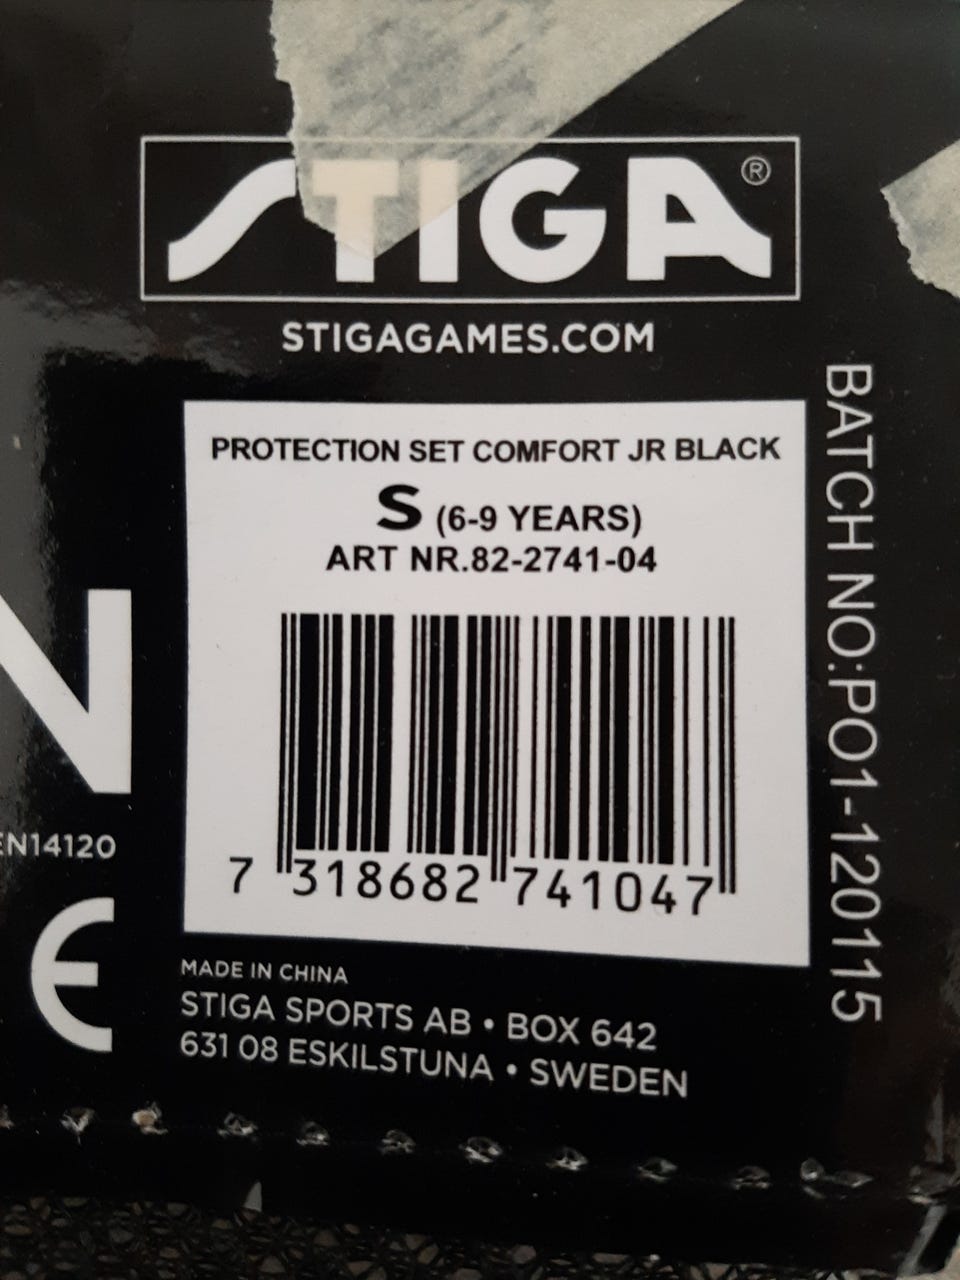 STIGA®
STIGAGAMES.COM
PROTECTION SET COMFORT JR BLACK
S (6-9 YEARS)
ART NR.82-2741-04
7 318682 741047
BATCH NO:PO1-120115
N
EN14120
CE
MADE IN CHINA
STIGA SPORTS AB • BOX 642
631 08 ESKILSTUNA • SWEDEN